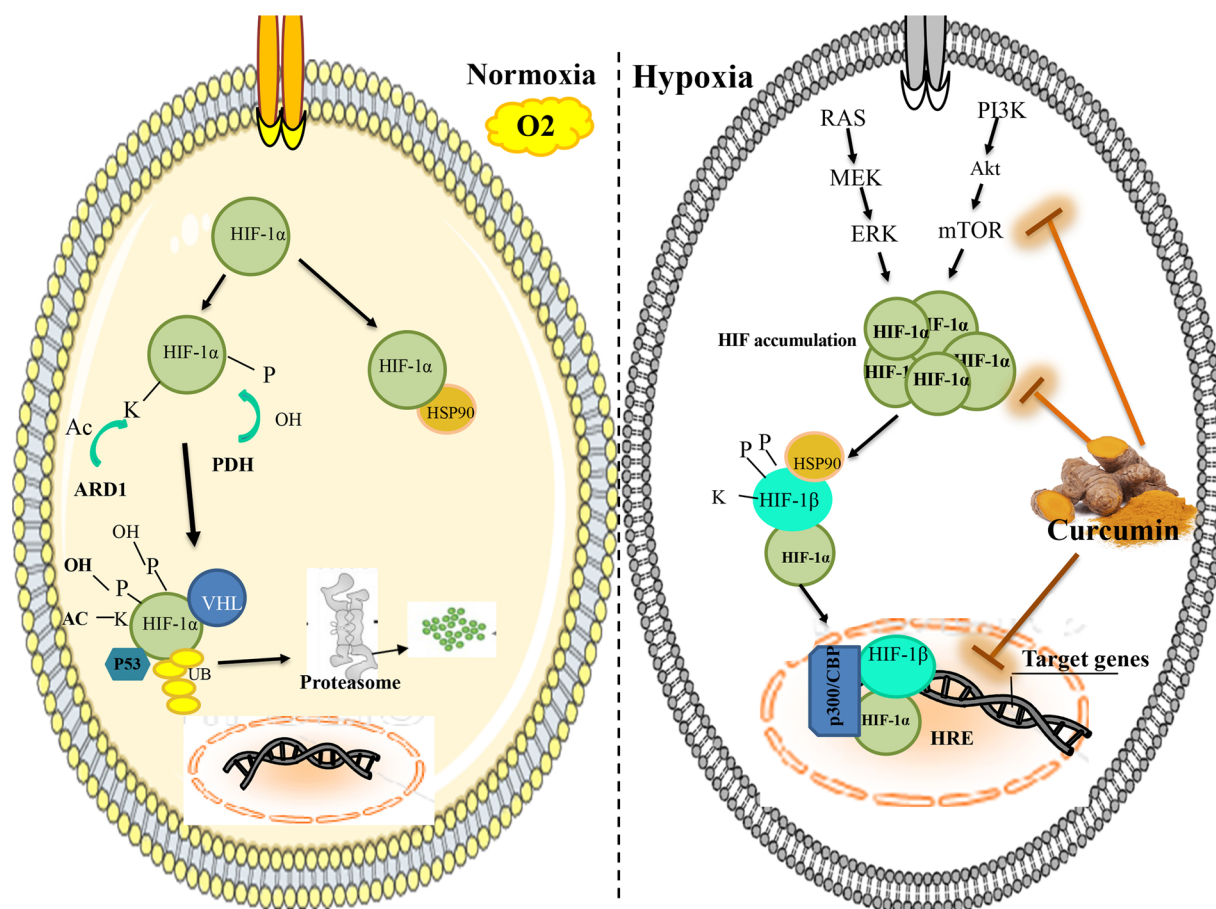 Normoxia
O2
HIF-1α
HIF-1α
P
K
Ac
OH
PDH
ARD1
HIF-1α
HSP90
OH
OH
P
P
AC
K
HIF-1α
VHL
P53
UB
Proteasome
Hypoxia
RAS
MEK
ERK
PI3K
Akt
mTOR
HIF accumulation
HIF-1α
HIF-1α
HIF-1α
HIF-1
HIF-1α
P
P
HSP90
K
HIF-1β
HIF-1α
Curcumin
p300/CBP
HIF-1β
HIF-1α
HRE
Target genes